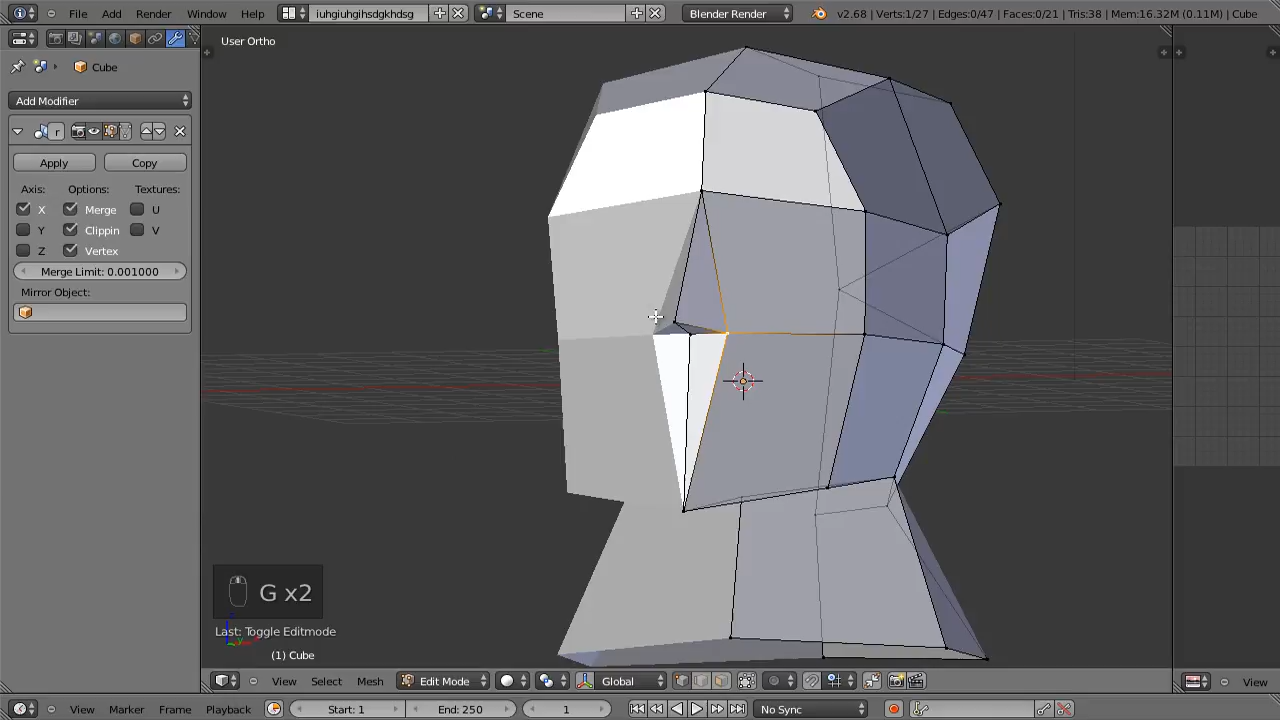 File Add Render Window Help iuhgiuhgihsdgkhdsg Scene Blender Render v2.68 | Verts:1/27 | Edges:0/47 | Faces:0/21 | Tris:38 | Mem:16.32M (0.11M) | Cube
User Ortho
Cube
Add Modifier
r
Apply Copy
Axis: Options: Textures:
X Merge U
Y Clippin V
Z Vertex
Merge Limit: 0.001000
Mirror Object:
G x2
Last: Toggle Editmode
(1) Cube
View Select Mesh Edit Mode Global View
View Marker Frame Playback Start: 1 End: 250 1 No Sync